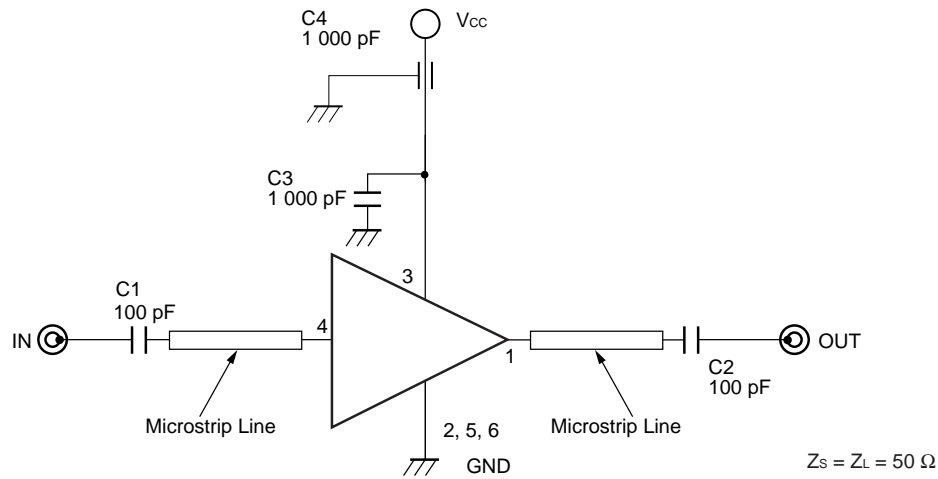 C4
1 000 pF
VCC
C3
1 000 pF
3
C1
100 pF
IN
4
1
OUT
C2
100 pF
Microstrip Line
Microstrip Line
2, 5, 6
GND
ZS = ZL = 50 Ω